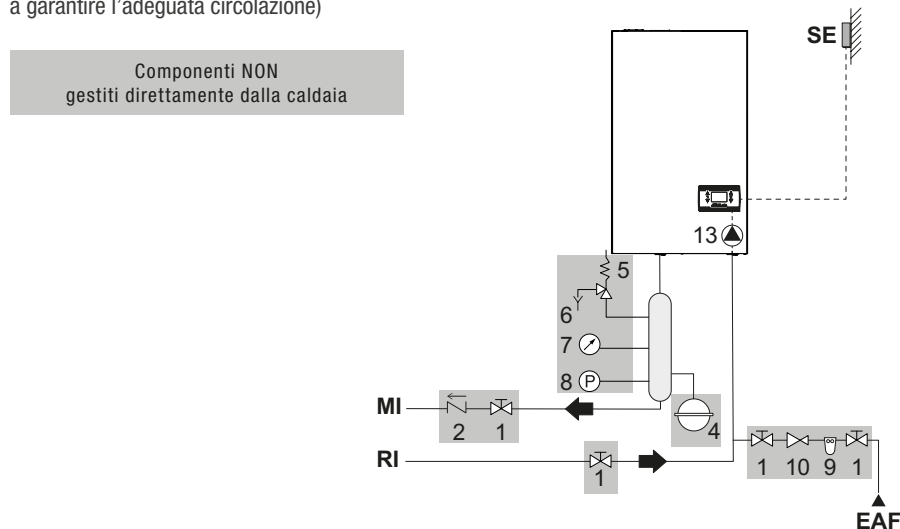 a garantire l'adeguata circolazione)
Componenti NON
gestiti direttamente dalla caldaia
SE
13
5
6
7
8 P
MI
2 1
4
RI
1
1 10 9 1
EAF